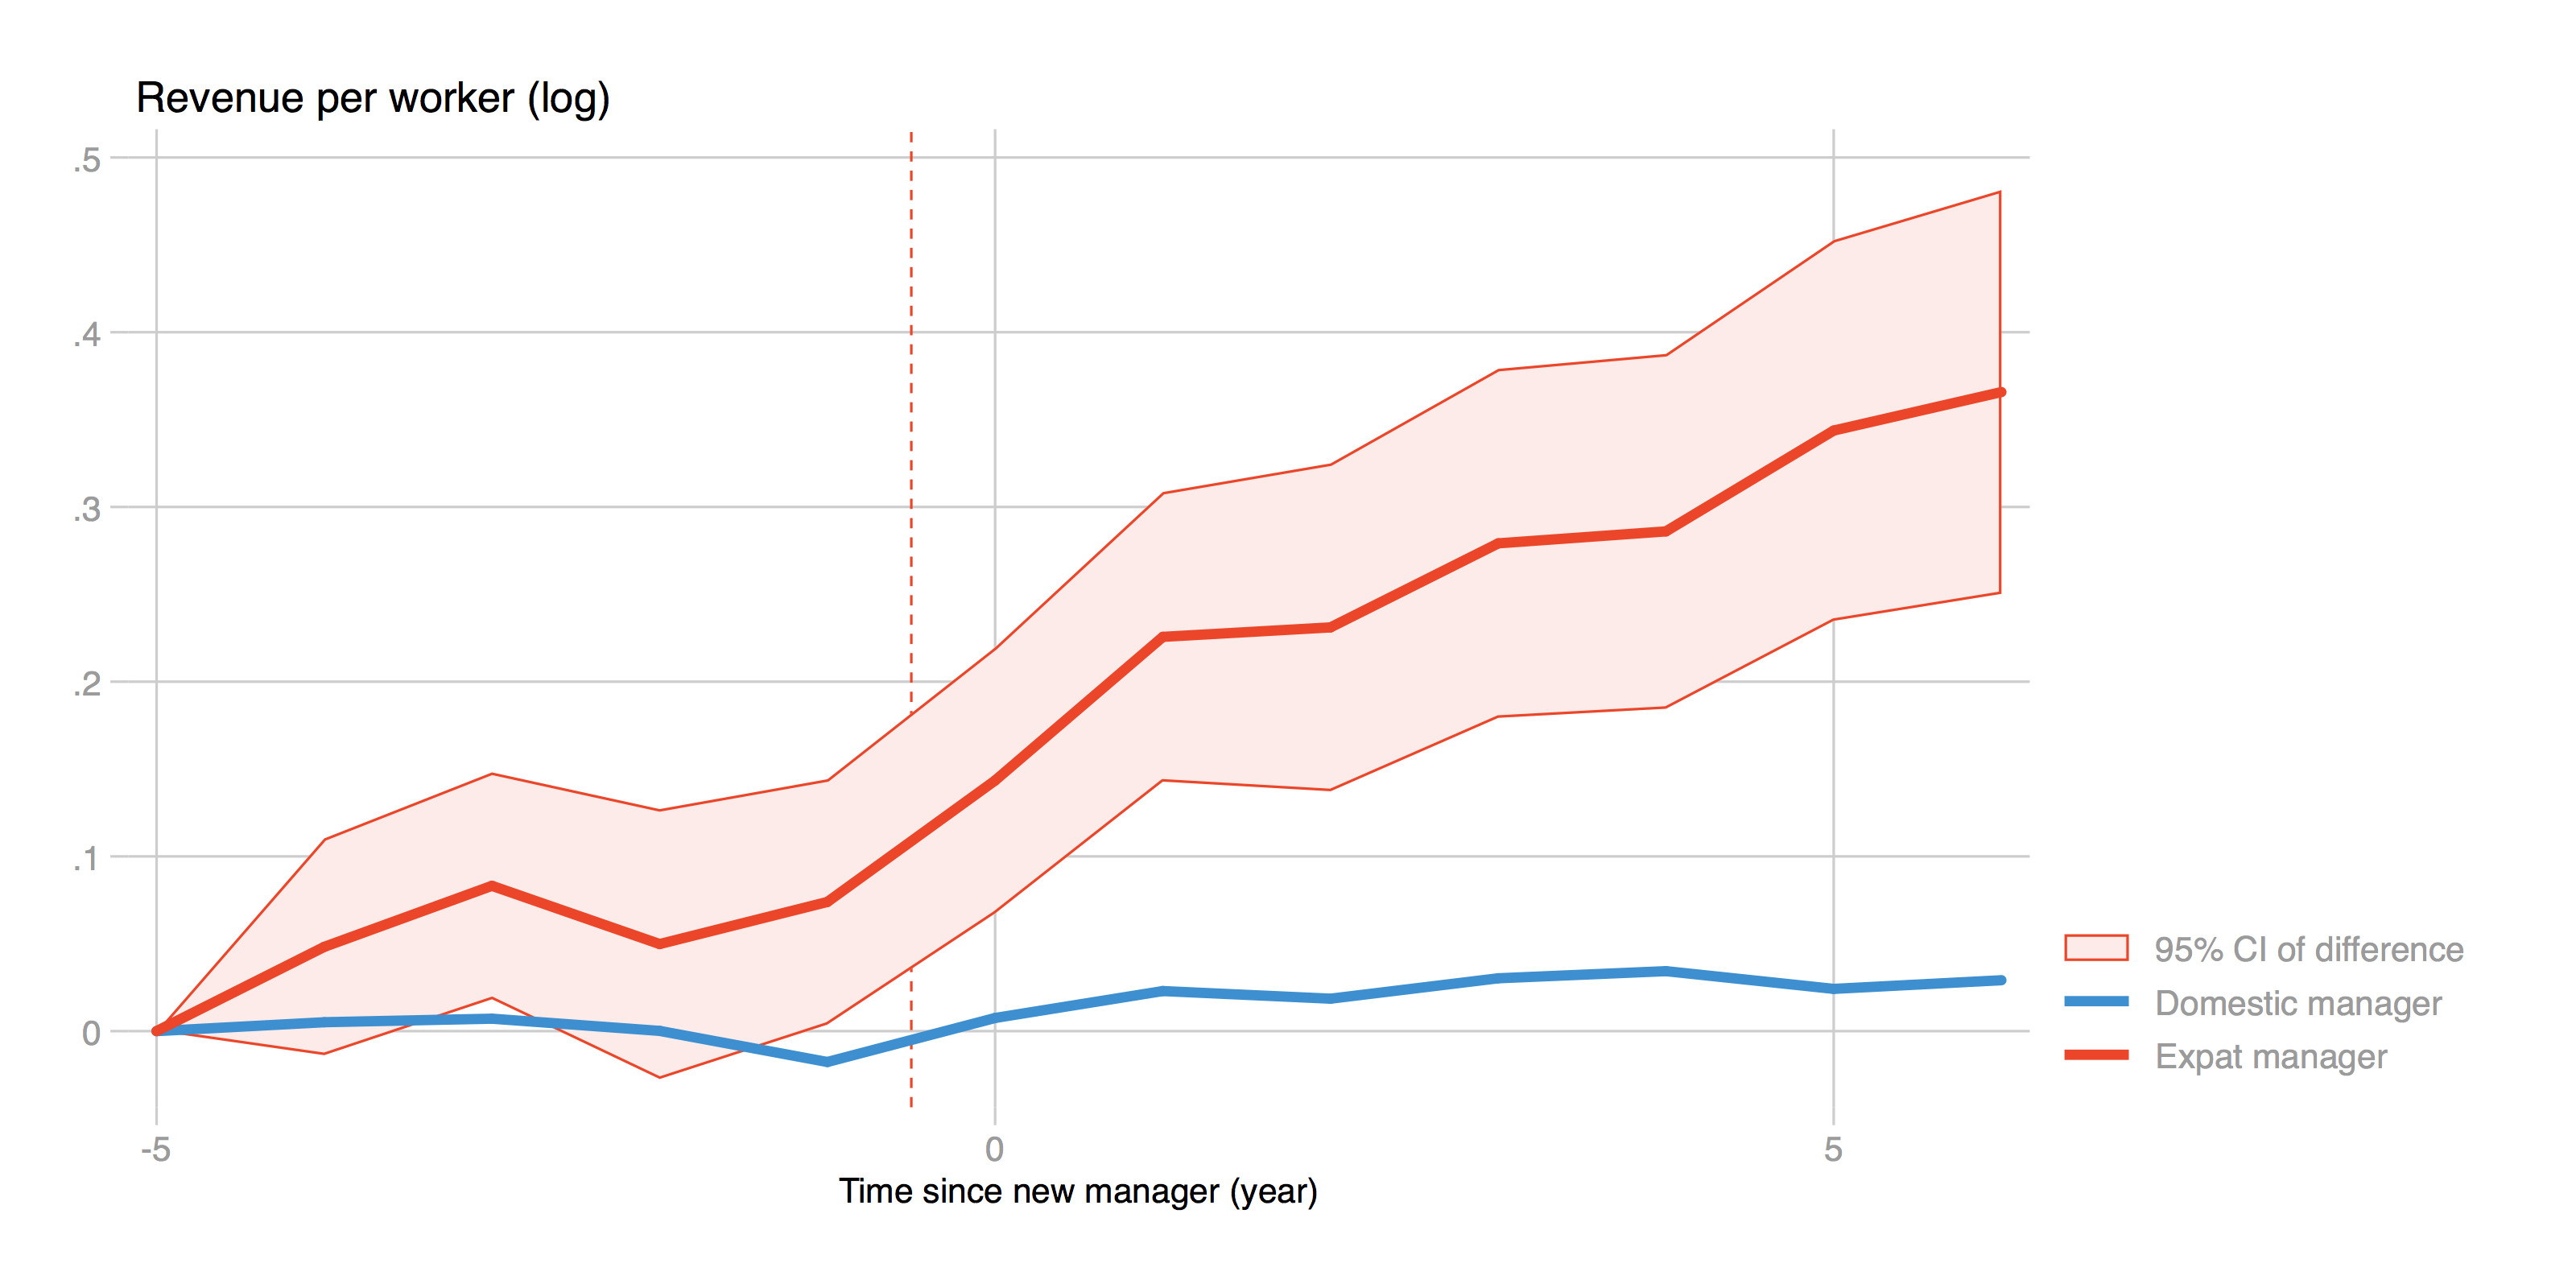 Revenue per worker (log)
.5
.4
.3
.2
.1
0
-5
0
5
Time since new manager (year)
95% CI of difference
Domestic manager
Expat manager